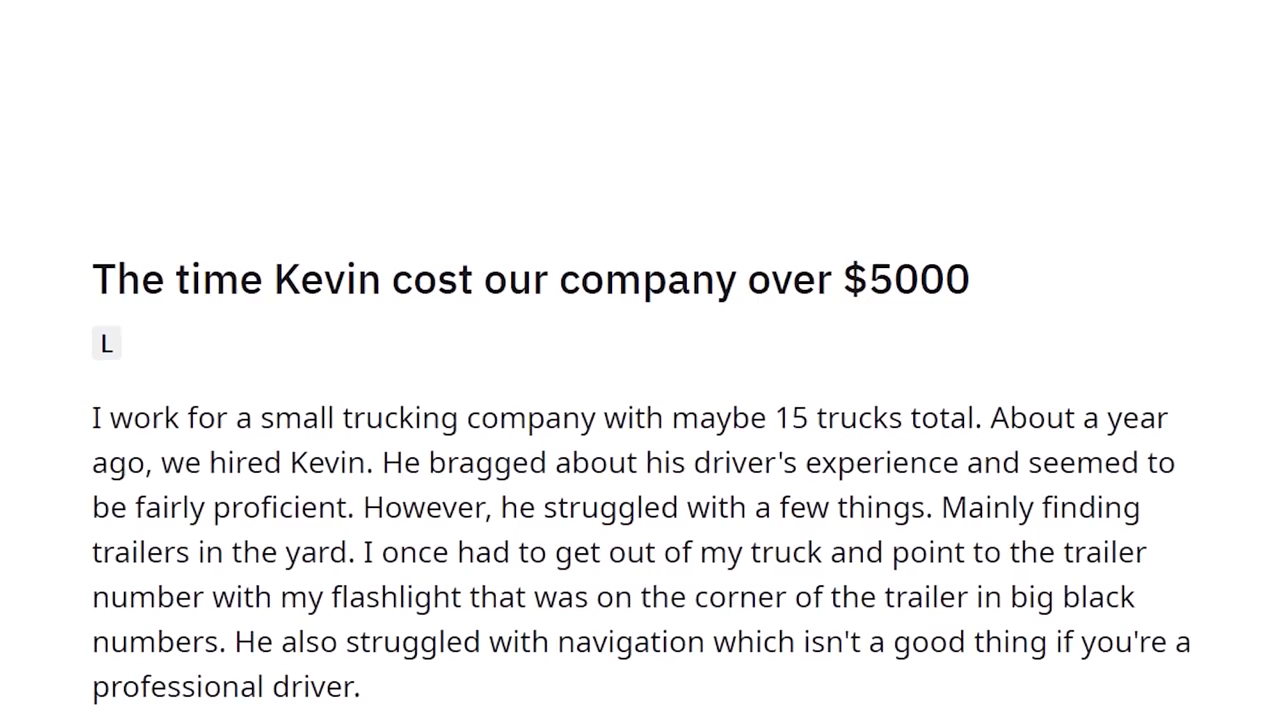 The time Kevin cost our company over $5000
L
I work for a small trucking company with maybe 15 trucks total. About a year
ago, we hired Kevin. He bragged about his driver's experience and seemed to
be fairly proficient. However, he struggled with a few things. Mainly finding
trailers in the yard. I once had to get out of my truck and point to the trailer
number with my flashlight that was on the corner of the trailer in big black
numbers. He also struggled with navigation which isn't a good thing if you're a
professional driver.